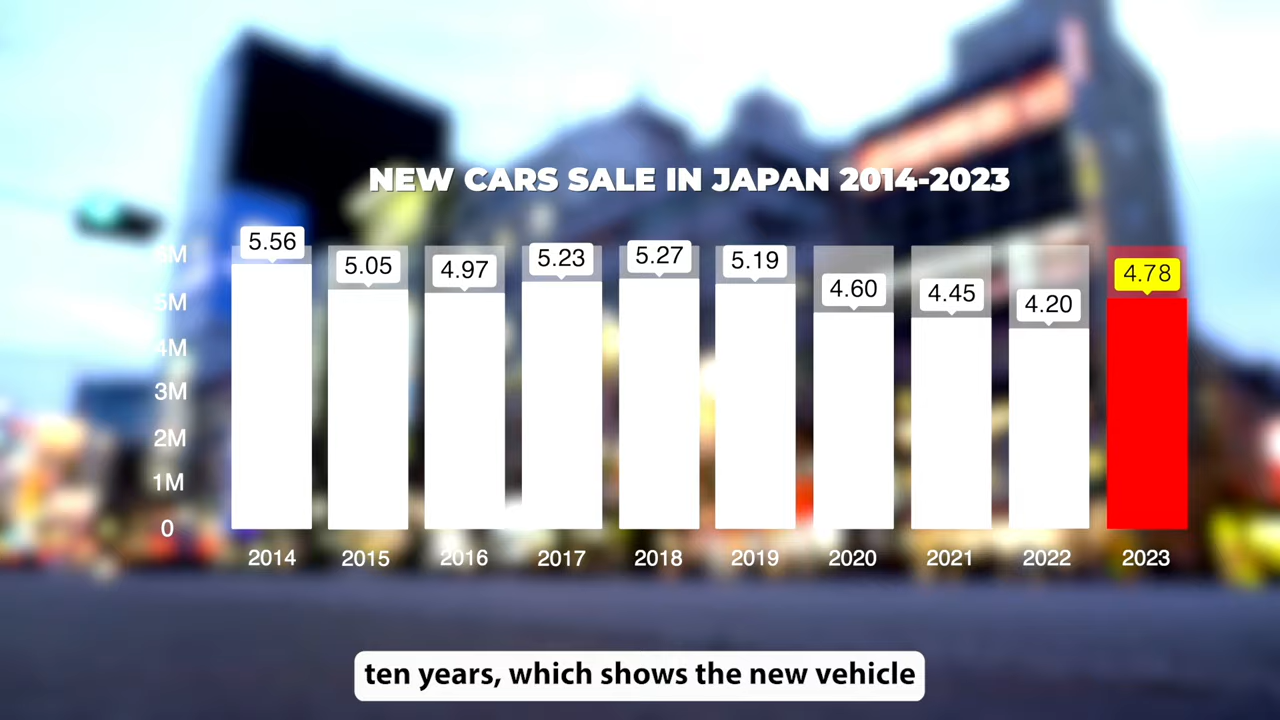 NEW CARS SALE IN JAPAN 2014-2023
6M
5M
4M
3M
2M
1M
0
5.56
5.05
4.97
5.23
5.27
5.19
4.60
4.45
4.20
4.78
2014
2015
2016
2017
2018
2019
2020
2021
2022
2023
ten years, which shows the new vehicle